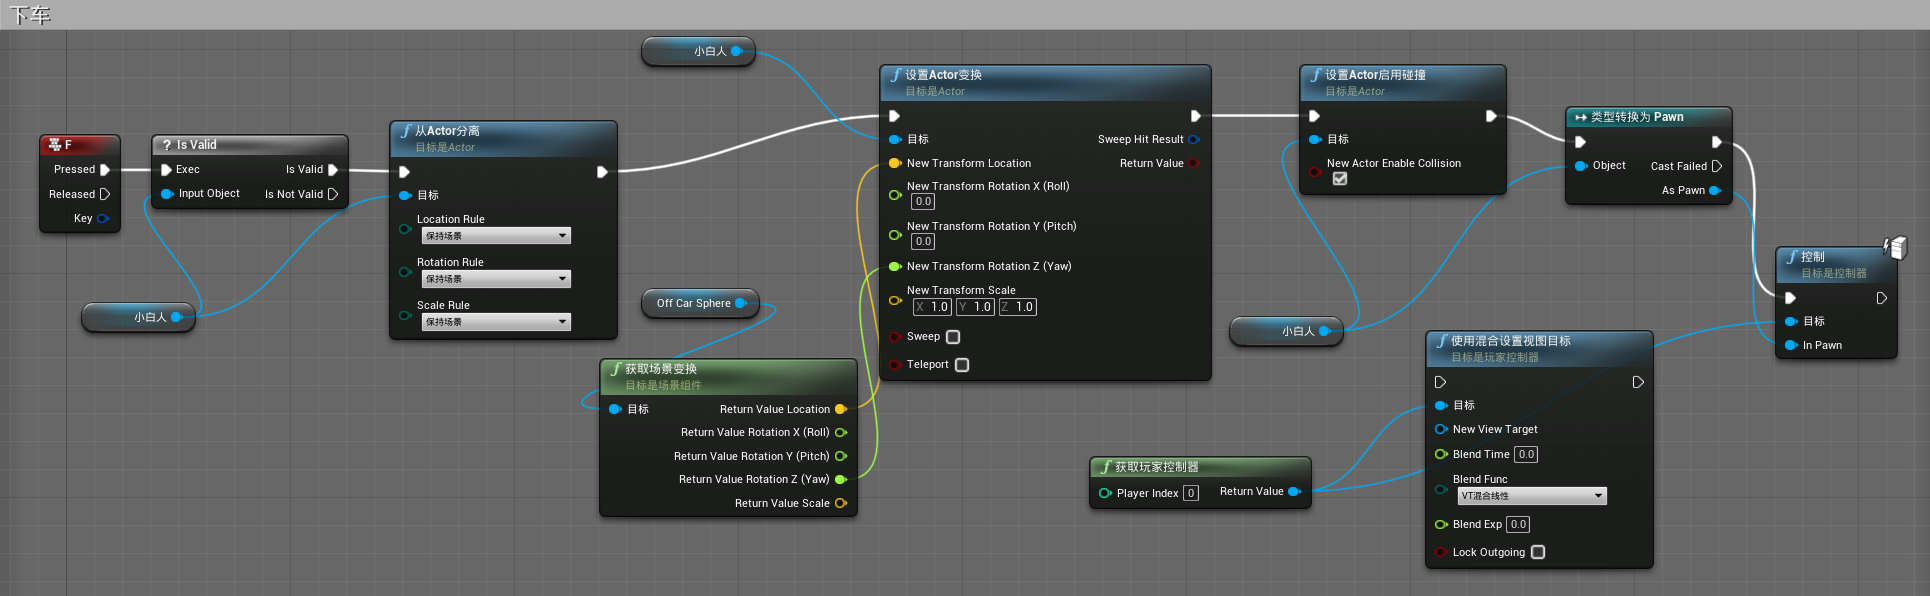 下车
F
Pressed
Released
Key
? Is Valid
Exec
Is Valid
Input Object
Is Not Valid
小白人
f 从Actor分离
目标是Actor
目标
Location Rule
保持场景
Rotation Rule
保持场景
Scale Rule
保持场景
小白人
Off Car Sphere
f 获取场景变换
目标是场景组件
目标
Return Value Location
Return Value Rotation X (Roll)
Return Value Rotation Y (Pitch)
Return Value Rotation Z (Yaw)
Return Value Scale
f 设置Actor变换
目标是Actor
目标
Sweep Hit Result
New Transform Location
Return Value
New Transform Rotation X (Roll)
0.0
New Transform Rotation Y (Pitch)
0.0
New Transform Rotation Z (Yaw)
New Transform Scale
X 1.0 Y 1.0 Z 1.0
Sweep
Teleport
f 设置Actor启用碰撞
目标是Actor
目标
New Actor Enable Collision
小白人
类型转换为 Pawn
Object
Cast Failed
As Pawn
f 获取玩家控制器
Player Index 0
Return Value
f 使用混合设置视图目标
目标是玩家控制器
目标
New View Target
Blend Time 0.0
Blend Func
VT混合线性
Blend Exp 0.0
Lock Outgoing
f 控制
目标是控制器
目标
In Pawn